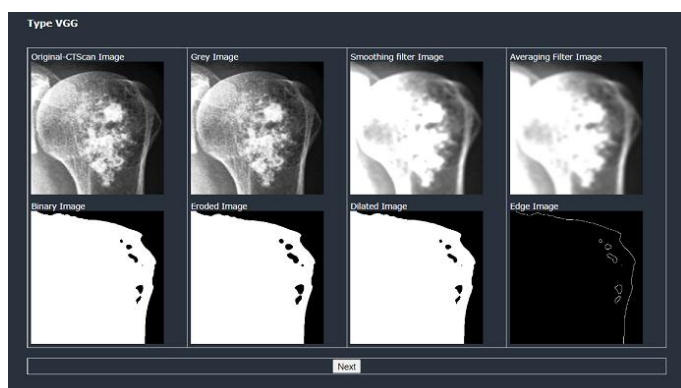 Type VGG
Original-CTScan Image
Grey Image
Smoothing filter Image
Averaging Filter Image
Binary Image
Eroded Image
Dilated Image
Edge Image
Next